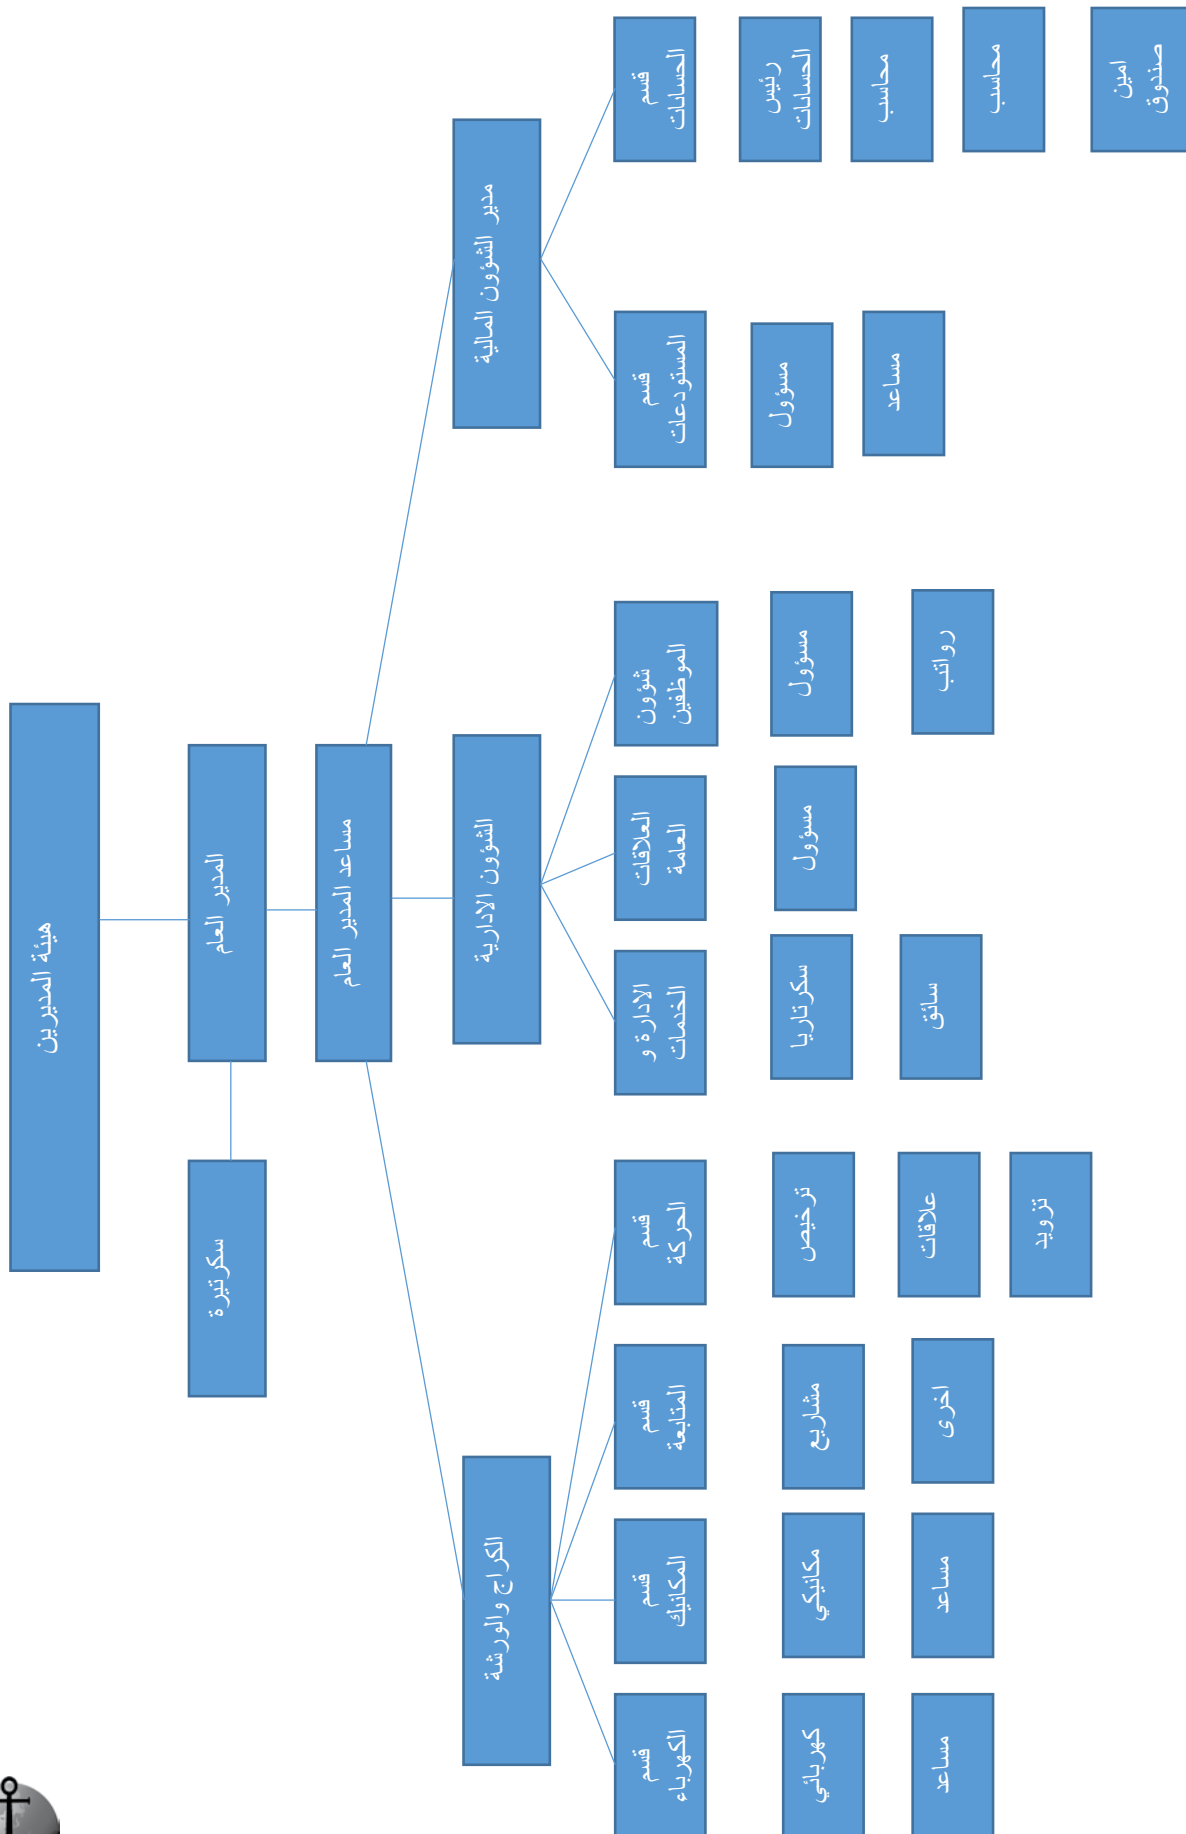 هيئة المديرين
المدير العام
سكرتيرة
مساعد المدير العام
مدير الشؤون المالية
الشؤون الادارية
الكراج والورشة
قسم
الحسابات
رئيس
الحسابات
محاسب
محاسب
امين
صندوق
قسم
المستودعات
مسؤول
مساعد
شؤون
الموظفين
مسؤول
رواتب
العلاقات
العامة
مسؤول
الادارة و
الخدمات
سكرتاريا
سائق
قسم
الحركة
ترخيص
علاقات
تزويد
قسم
المتابعة
مشاريع
اخرى
قسم
المكانيك
مكانيكي
مساعد
قسم
الكهرباء
كهربائي
مساعد